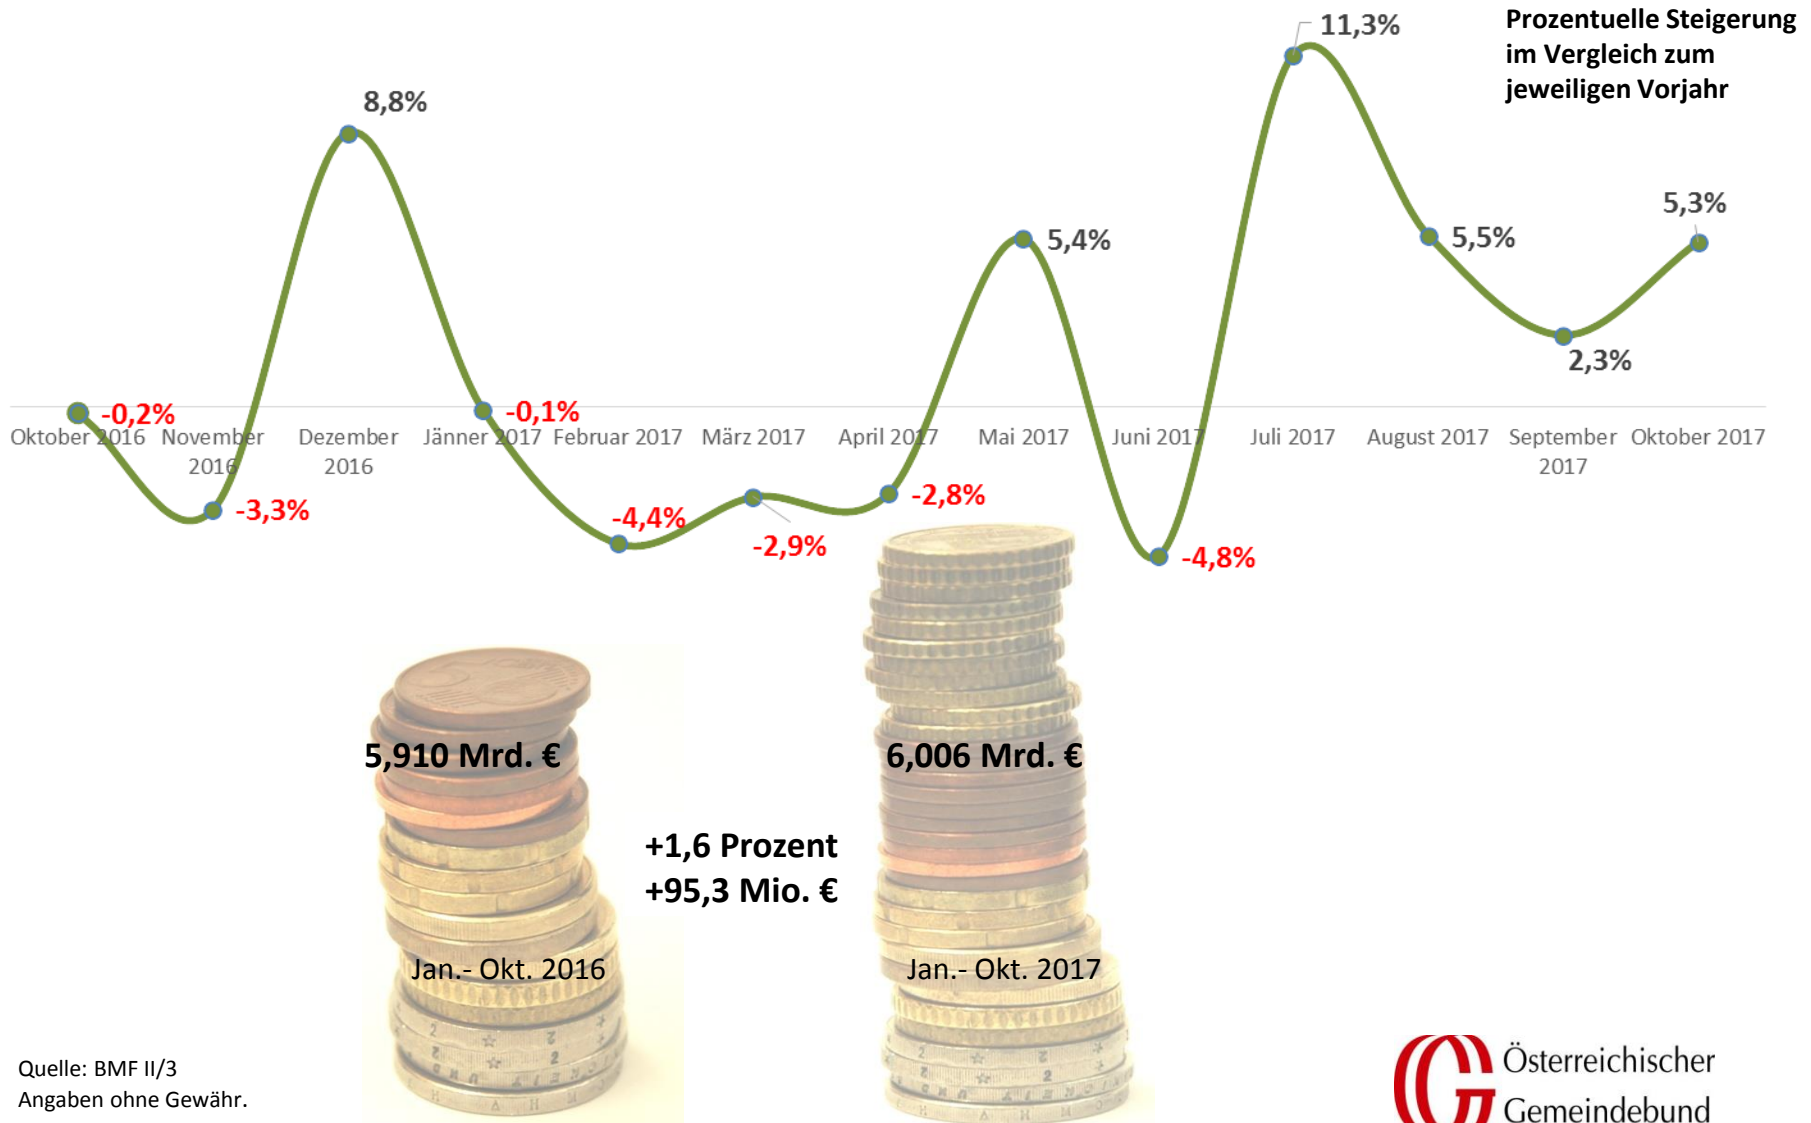 Prozentuelle Steigerung
im Vergleich zum
jeweiligen Vorjahr
11,3%
8,8%
5,3%
5,4%
5,5%
2,3%
-0,2%
-0,1%
Oktober 2016
November
2016
Dezember
2016
Jänner 2017
Februar 2017
März 2017
April 2017
Mai 2017
Juni 2017
Juli 2017
August 2017
September
2017
Oktober 2017
-3,3%
-4,4%
-2,9%
-2,8%
-4,8%
5,910 Mrd. €
6,006 Mrd. €
+1,6 Prozent
+95,3 Mio. €
Jan.- Okt. 2016
Jan.- Okt. 2017
Quelle: BMF II/3
Angaben ohne Gewähr.
Österreichischer
Gemeindebund